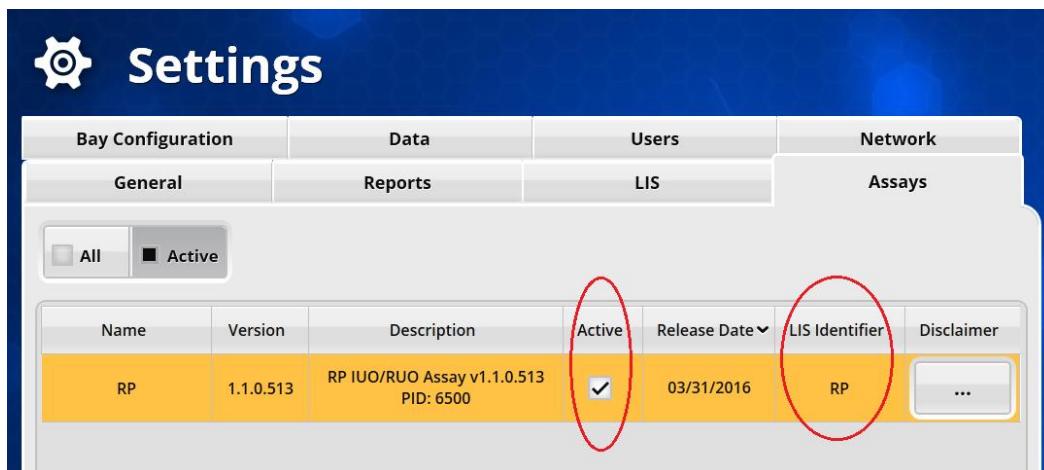 Settings
Bay Configuration Data Users Network
General Reports LIS Assays
All Active
Name Version Description Active Release Date LIS Identifier Disclaimer
RP 1.1.0.513 RP IUO/RUO Assay v1.1.0.513 03/31/2016 RP ...
PID: 6500